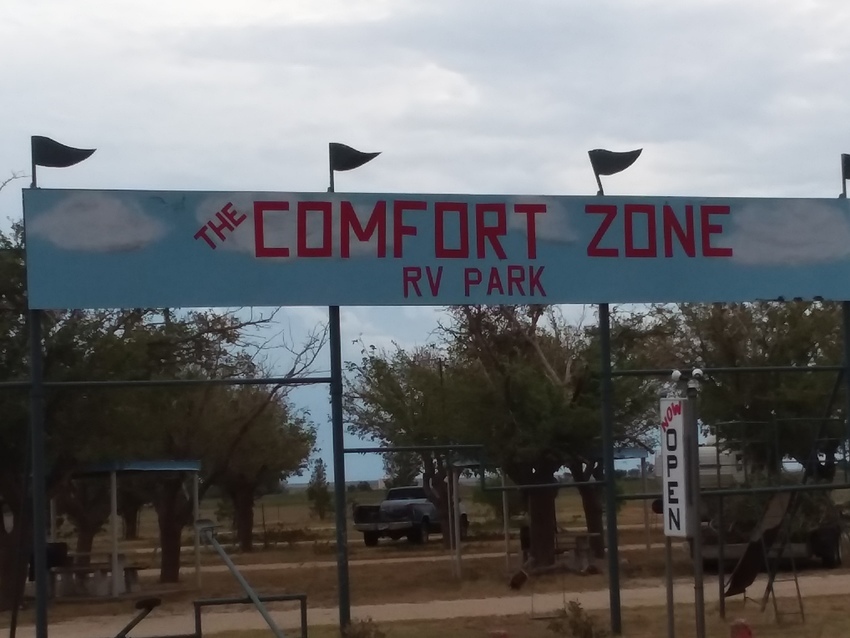 THE COMFORT ZONE
RV PARK
NOW
OPEN